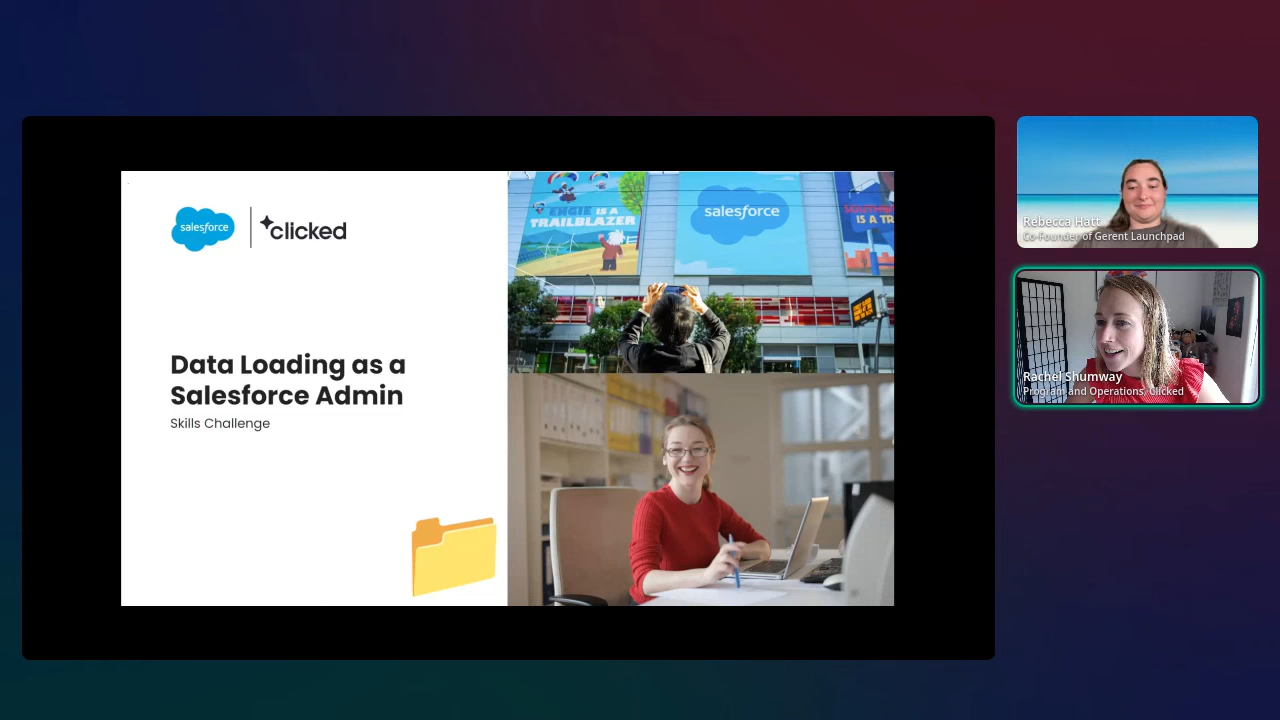 salesforce
clicked
Data Loading as a
Salesforce Admin
Skills Challenge
ENGIE IS A
TRAILBLAZER
salesforce
IS A TR
Rebecca Hatt
Co-Founder of Gerent Launchpad
Rachel Shumway
Program and Operations, Clicked